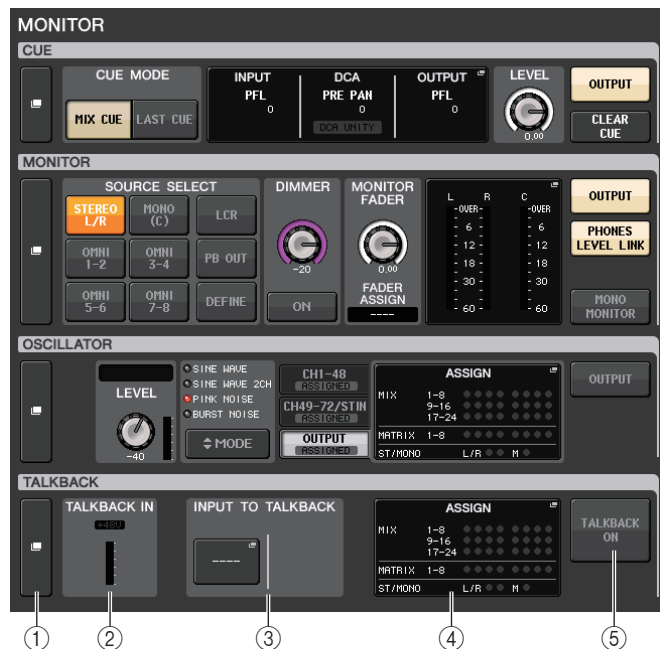 MONITOR
CUE
CUE MODE
MIX CUE
LAST CUE
INPUT
PFL
0
DCA
PRE PAN
0
DCA UNITY
OUTPUT
PFL
0
LEVEL
0.00
OUTPUT
CLEAR
CUE
MONITOR
SOURCE SELECT
STEREO
L/R
MONO
(C)
LCR
OMNI
1-2
OMNI
3-4
PB OUT
OMNI
5-6
OMNI
7-8
DEFINE
DIMMER
-20
ON
MONITOR
FADER
0.00
FADER
ASSIGN
----
L R C
-OVER- -OVER
- 6 - - 6
- 12 - - 12
- 18 - - 18
- 30 - - 30
- 60 - - 60
OUTPUT
PHONES
LEVEL LINK
MONO
MONITOR
OSCILLATOR
LEVEL
-40
SINE WAVE
SINE WAVE 2CH
PINK NOISE
BURST NOISE
MODE
CH1-48
ASSIGNED
CH49-72/STIN
ASSIGNED
OUTPUT
ASSIGNED
ASSIGN
MIX 1-8
9-16
17-24
MATRIX 1-8
ST/MONO L/R M
OUTPUT
TALKBACK
TALKBACK IN
+48V
INPUT TO TALKBACK
----
ASSIGN
MIX 1-8
9-16
17-24
MATRIX 1-8
ST/MONO L/R M
TALKBACK
ON
① ② ③ ④ ⑤